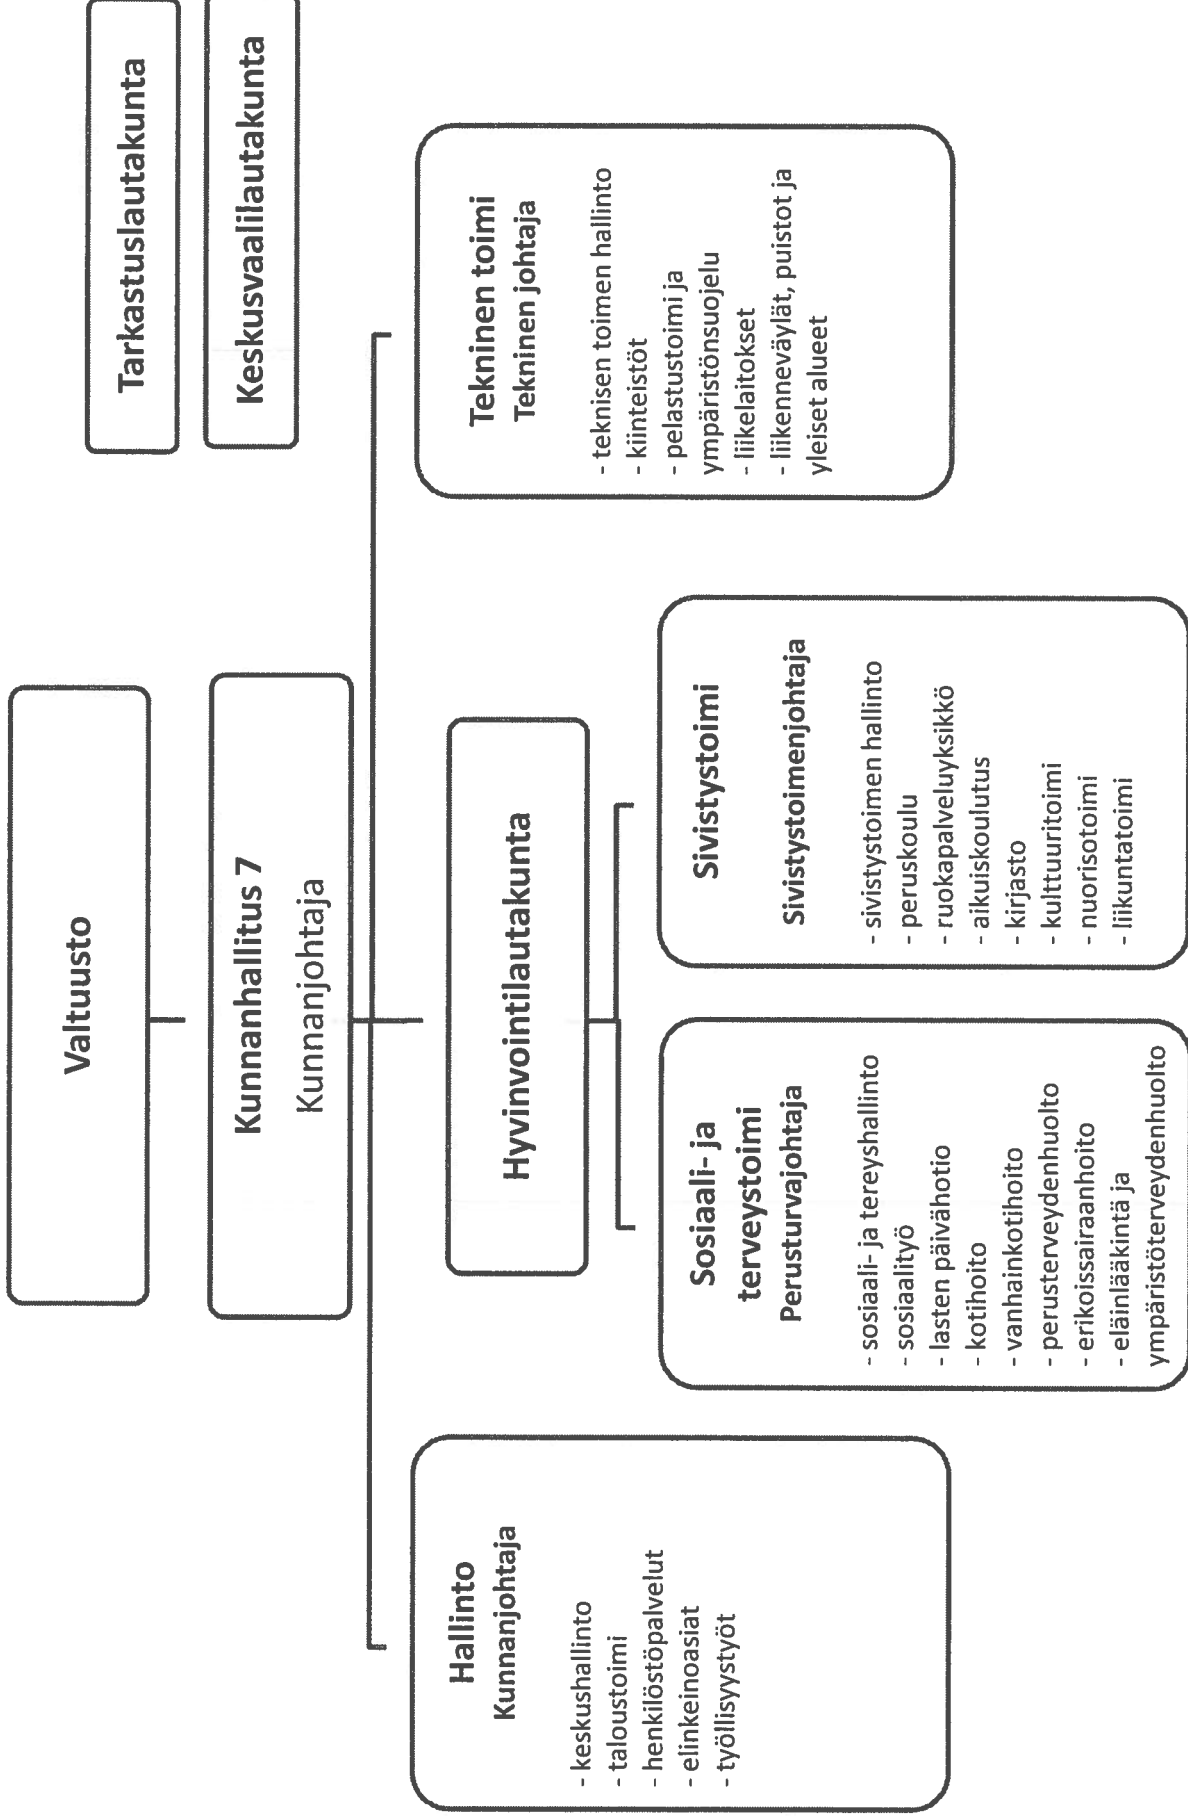 Valtuusto
Tarkastuslautakunta
Keskusvaalilautakunta
Kunnanhallitus 7
Kunnanjohtaja
Hallinto
Kunnanjohtaja
- keskushallinto
- taloustoimi
- henkilöstöpalvelut
- elinkeinoasiat
- työllisyystyöt
Hyvinvointilautakunta
Sosiaali- ja
terveystoimi
Perusturvajohtaja
- sosiaali- ja tereyshallinto
- sosiaalityö
- lasten päivähotio
- kotihoito
- vanhainkotihoito
- perusterveydenhuolto
- erikoissairaanhoito
- eläinlääkintä ja
ympäristöterveydenhuolto
Sivistystoimi
Sivistystoimenjohtaja
- sivistystoimen hallinto
- peruskoulu
- ruokapalveluyksikkö
- aikuiskoulutus
- kirjasto
- kulttuuritoimi
- nuorisotoimi
- liikuntatoimi
Tekninen toimi
Tekninen johtaja
- teknisen toimen hallinto
- kiinteistöt
- pelastustoimi ja
ympäristönsuojelu
- liikelaitokset
- liikenneväylät, puistot ja
yleiset alueet